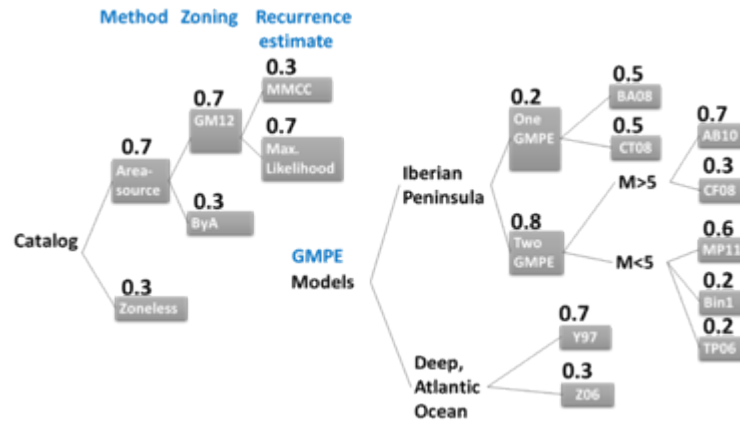 Method Zoning Recurrence
estimate
0.3
MMCC
0.7
GM12
0.7
Max.
Likelihood
0.7
Area-
source
0.3
ByA
Catalog
0.3
Zoneless
GMPE
Models
Iberian
Peninsula
0.2
One
GMPE
0.5
BA08
0.5
CT08
0.8
Two
GMPE
M>5
0.7
AB10
0.3
CF08
M<5
0.6
MP11
0.2
Bin1
0.2
TP06
Deep,
Atlantic
Ocean
0.7
Y97
0.3
Z06